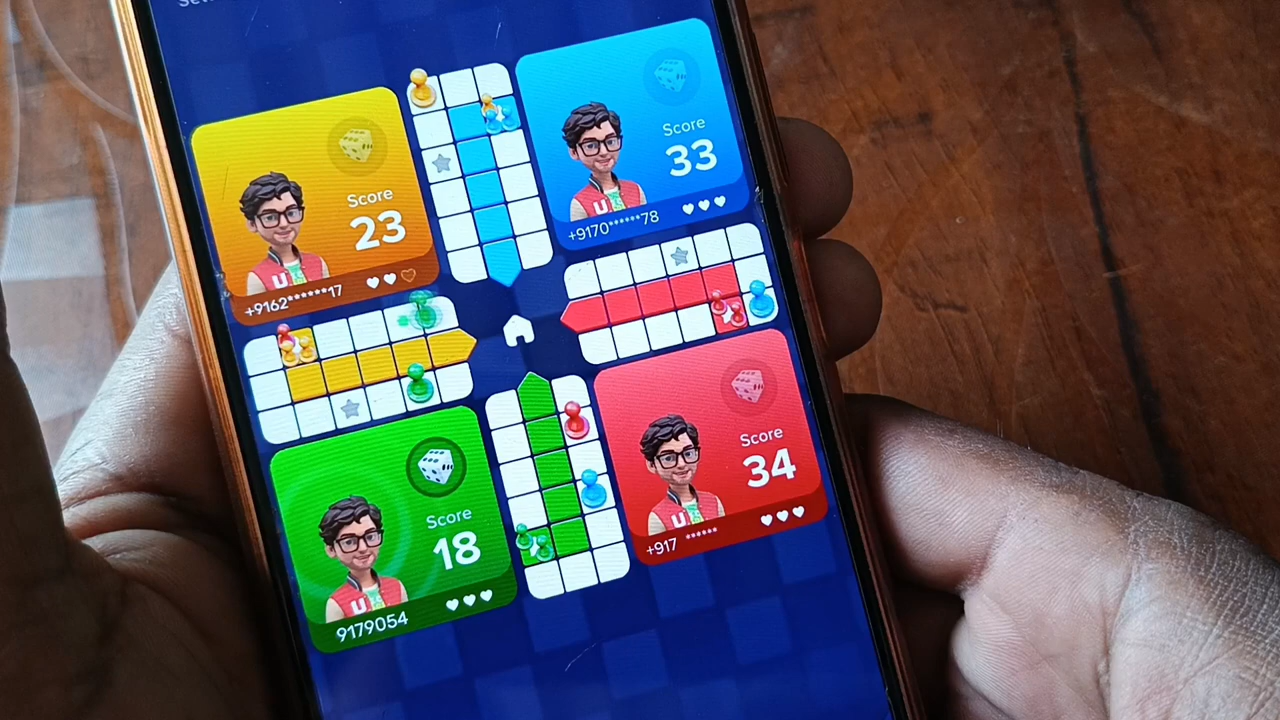 Score
33
+9170******78
Score
23
+9162******17
Score
34
+917 ******
Score
18
9179054
U
U
U
U